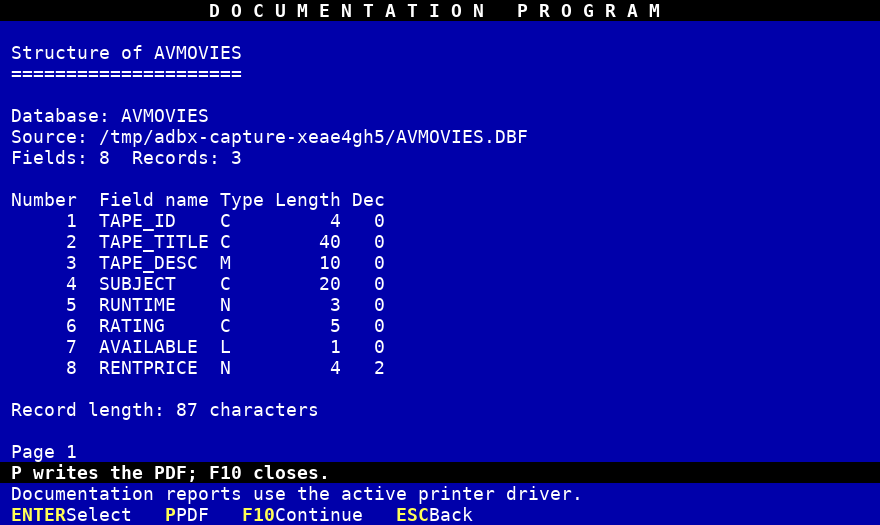 D O C U M E N T A T I O N   P R O G R A M
Structure of AVMOVIES
=====================
Database: AVMOVIES
Source: /tmp/adbx-capture-xeae4gh5/AVMOVIES.DBF
Fields: 8  Records: 3
Number  Field name Type Length Dec
     1  TAPE_ID    C         4   0
     2  TAPE_TITLE C        40   0
     3  TAPE_DESC  M        10   0
     4  SUBJECT    C        20   0
     5  RUNTIME    N         3   0
     6  RATING     C         5   0
     7  AVAILABLE  L         1   0
     8  RENTPRICE  N         4   2
Record length: 87 characters
Page 1
P writes the PDF; F10 closes.
Documentation reports use the active printer driver.
ENTERSelect   PPDF   F10Continue   ESCBack